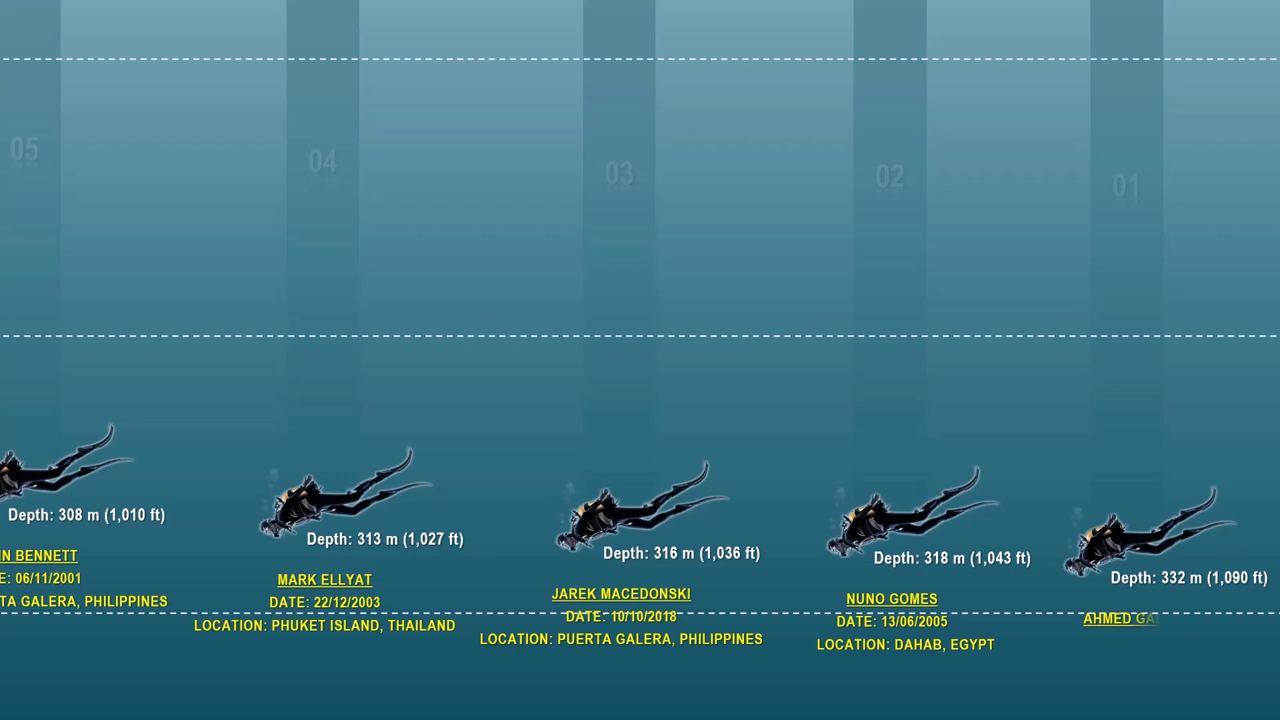 05
04
03
02
01
Depth: 308 m (1,010 ft)
IN BENNETT
E: 06/11/2001
TA GALERA, PHILIPPINES
Depth: 313 m (1,027 ft)
MARK ELLYAT
DATE: 22/12/2003
LOCATION: PHUKET ISLAND, THAILAND
Depth: 316 m (1,036 ft)
JAREK MACEDONSKI
DATE: 10/10/2018
LOCATION: PUERTA GALERA, PHILIPPINES
Depth: 318 m (1,043 ft)
NUNO GOMES
DATE: 13/06/2005
LOCATION: DAHAB, EGYPT
Depth: 332 m (1,090 ft)
AHMED GA